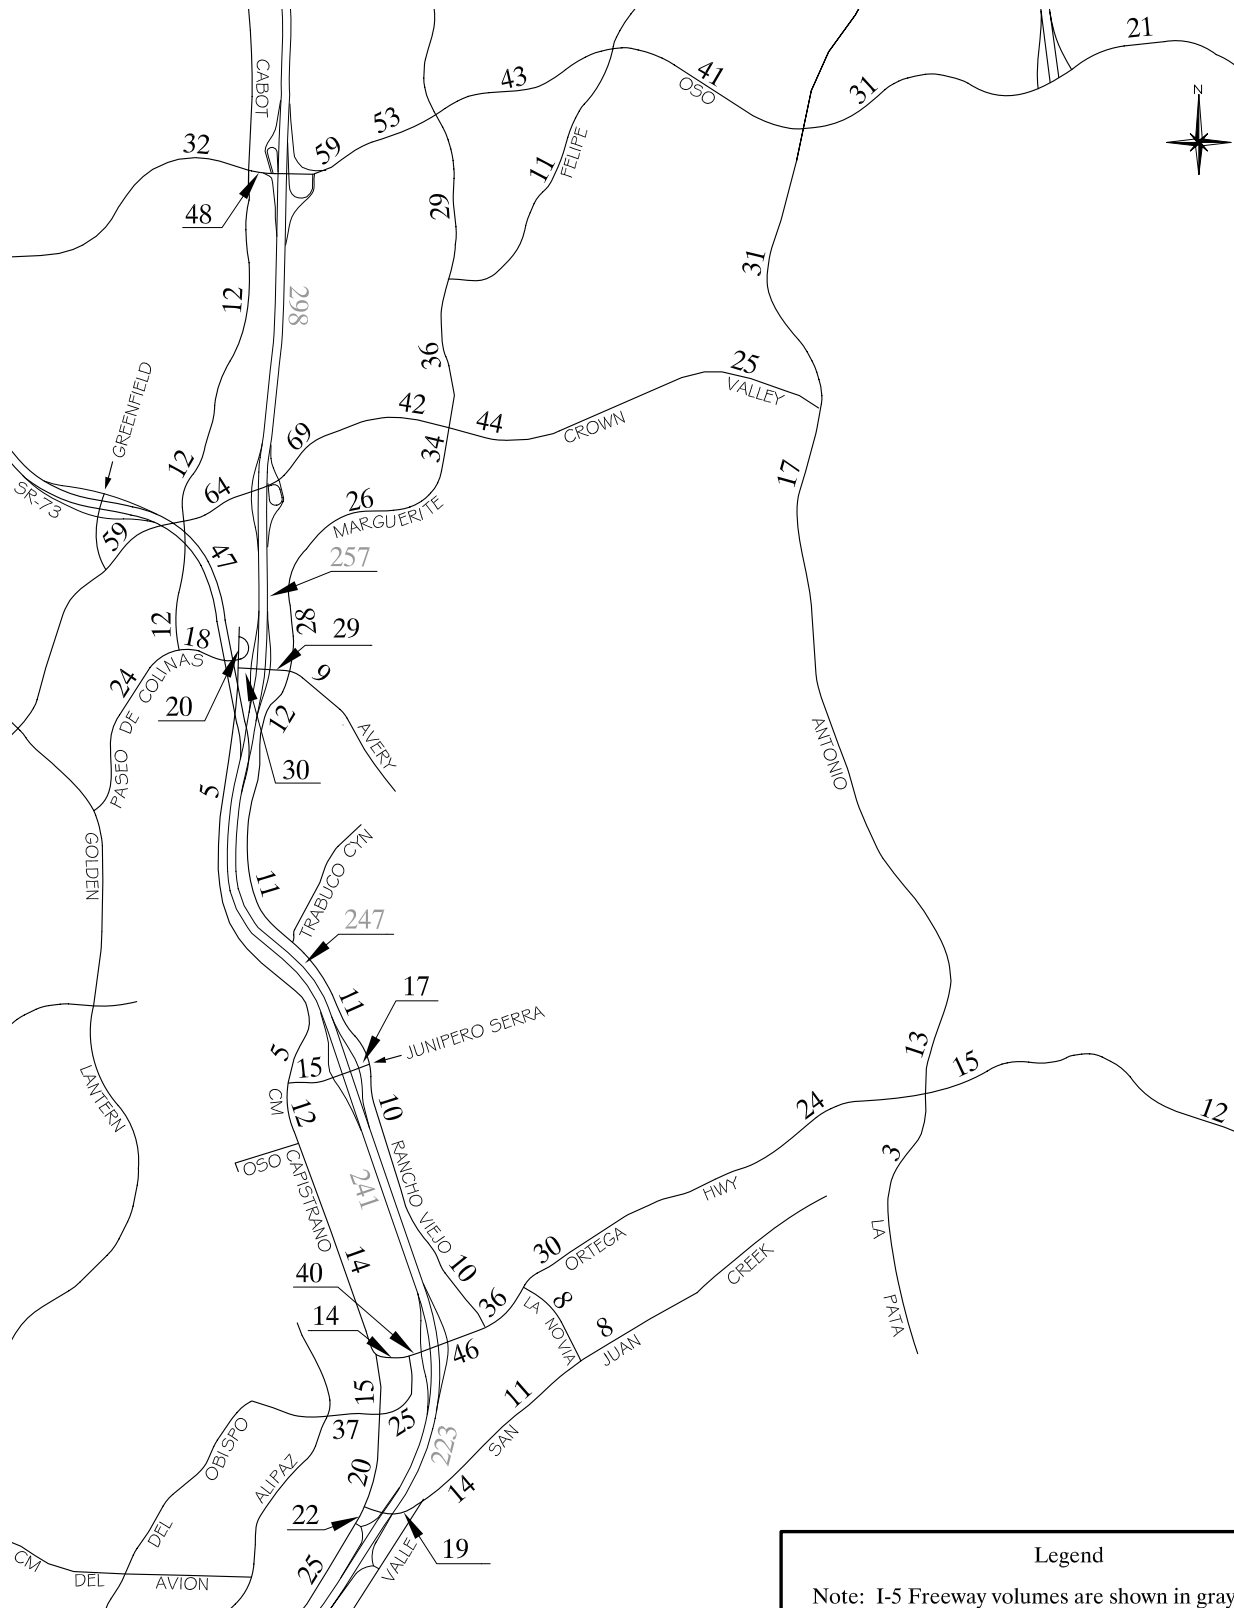 21
N
CABOT
43
41
OSO
31
53
32
59
11
FELIPE
48
29
31
12
298
36
25
VALLEY
GREENFIELD
42
44
CROWN
69
34
12
17
64
26
MARGUERITE
SR-73
59
47
257
12
18
28
29
24
PASEO DE COLINAS
20
9
12
AVERY
30
5
ANTONIO
GOLDEN
TRABUCO CYN
11
247
17
11
JUNIPERO SERRA
5
15
13
15
LANTERN
CM
12
10
24
12
OSO
CAPISTRANO
RANCHO VIEJO
241
3
HWY
LA
14
10
30
ORTEGA
CREEK
40
8
36
LA NOVIA
PATA
14
46
8
JUAN
15
37
25
11
OBISPO
223
SAN
ALIPAZ
20
14
22
DEL
19
CM
DEL
AVION
25
VALLE
Legend
Note: I-5 Freeway volumes are shown in gray